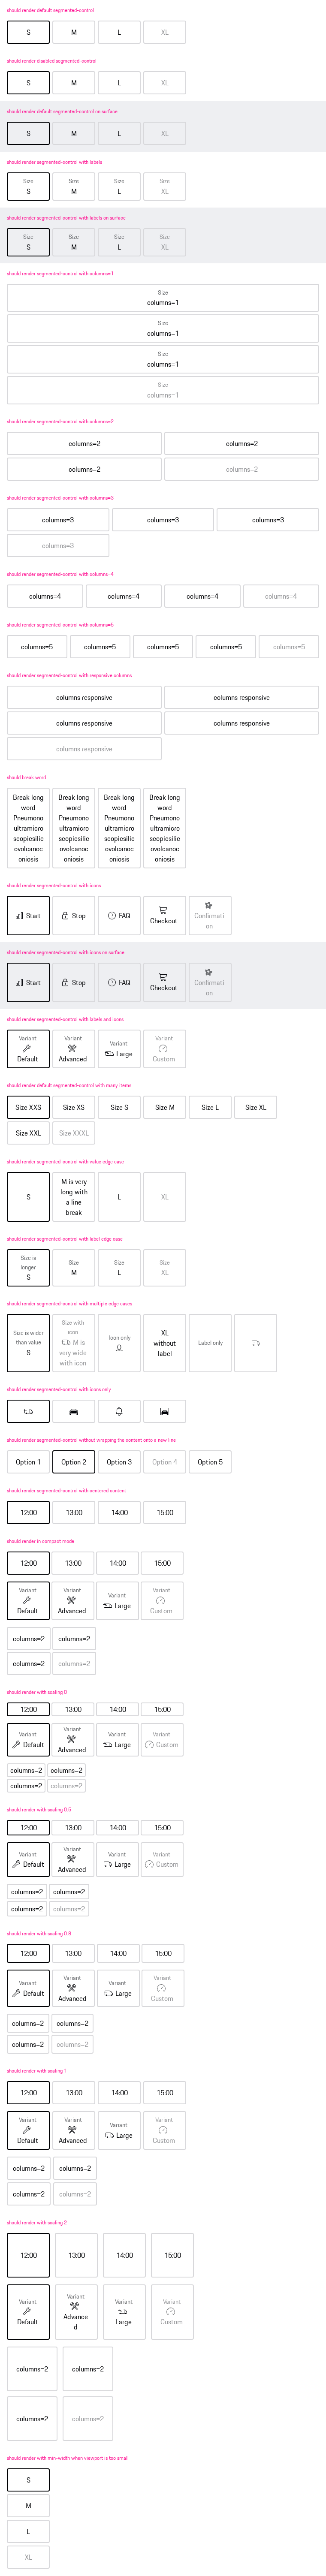 should render default segmented-control
S M L XL
should render disabled segmented-control
S M L XL
should render default segmented-control on surface
S M L XL
should render segmented-control with labels
Size Size Size Size
S M L XL
should render segmented-control with labels on surface
Size Size Size Size
S M L XL
should render segmented-control with columns=1
Size
columns=1
Size
columns=1
Size
columns=1
Size
columns=1
should render segmented-control with columns=2
columns=2 columns=2
columns=2 columns=2
should render segmented-control with columns=3
columns=3 columns=3 columns=3
columns=3
should render segmented-control with columns=4
columns=4 columns=4 columns=4 columns=4
should render segmented-control with columns=5
columns=5 columns=5 columns=5 columns=5 columns=5
should render segmented-control with responsive columns
columns responsive columns responsive
columns responsive columns responsive
columns responsive
should break word
Break long Break long Break long Break long
word word word word
Pneumono Pneumono Pneumono Pneumono
ultramicro ultramicro ultramicro ultramicro
scopicsilic scopicsilic scopicsilic scopicsilic
ovolcanoc ovolcanoc ovolcanoc ovolcanoc
oniosis oniosis oniosis oniosis
should render segmented-control with icons
Start Stop FAQ Checkout Confirmati
on
should render segmented-control with icons on surface
Start Stop FAQ Checkout Confirmati
on
should render segmented-control with labels and icons
Variant Variant Variant Variant
Default Advanced Large Custom
should render default segmented-control with many items
Size XXS Size XS Size S Size M Size L Size XL
Size XXL Size XXXL
should render segmented-control with value edge case
S M is very L XL
long with
a line
break
should render segmented-control with label edge case
Size is Size Size Size
longer M L XL
S
should render segmented-control with multiple edge cases
Size is wider Size with Icon only XL Label only
than value icon without
S M is label
very wide
with icon
should render segmented-control with icons only
should render segmented-control without wrapping the content onto a new line
Option 1 Option 2 Option 3 Option 4 Option 5
should render segmented-control with centered content
12:00 13:00 14:00 15:00
should render in compact mode
12:00 13:00 14:00 15:00
Variant Variant Variant Variant
Default Advanced Large Custom
columns=2 columns=2
columns=2 columns=2
should render with scaling 0
12:00 13:00 14:00 15:00
Variant Variant Variant Variant
Default Advanced Large Custom
columns=2 columns=2
columns=2 columns=2
should render with scaling 0.5
12:00 13:00 14:00 15:00
Variant Variant Variant Variant
Default Advanced Large Custom
columns=2 columns=2
columns=2 columns=2
should render with scaling 0.8
12:00 13:00 14:00 15:00
Variant Variant Variant Variant
Default Advanced Large Custom
columns=2 columns=2
columns=2 columns=2
should render with scaling 1
12:00 13:00 14:00 15:00
Variant Variant Variant Variant
Default Advanced Large Custom
columns=2 columns=2
columns=2 columns=2
should render with scaling 2
12:00 13:00 14:00 15:00
Variant Variant Variant Variant
Default Advance Large Custom
d
columns=2 columns=2
columns=2 columns=2
should render with min-width when viewport is too small
S
M
L
XL